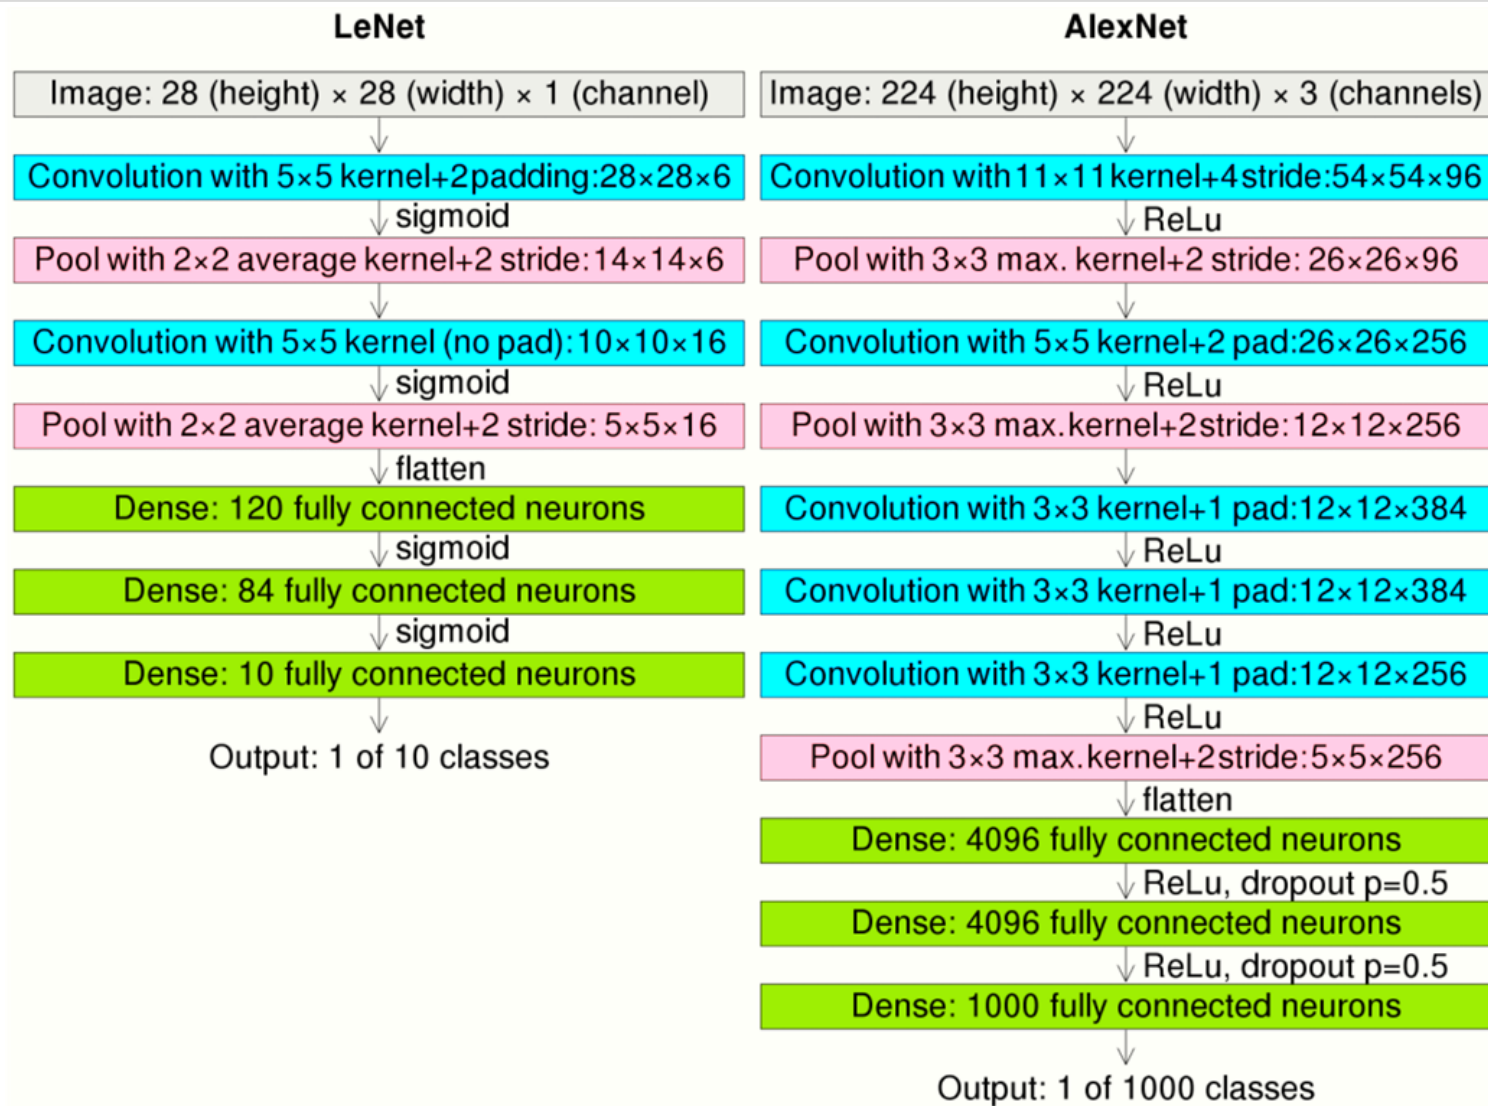 LeNet
Image: 28 (height) × 28 (width) × 1 (channel)
Convolution with 5×5 kernel+2padding:28×28×6
sigmoid
Pool with 2×2 average kernel+2 stride:14×14×6
Convolution with 5×5 kernel (no pad):10×10×16
sigmoid
Pool with 2×2 average kernel+2 stride: 5×5×16
flatten
Dense: 120 fully connected neurons
sigmoid
Dense: 84 fully connected neurons
sigmoid
Dense: 10 fully connected neurons
Output: 1 of 10 classes
AlexNet
Image: 224 (height) × 224 (width) × 3 (channels)
Convolution with 11×11 kernel+4 stride:54×54×96
ReLu
Pool with 3×3 max. kernel+2 stride: 26×26×96
Convolution with 5×5 kernel+2 pad:26×26×256
ReLu
Pool with 3×3 max.kernel+2stride:12×12×256
Convolution with 3×3 kernel+1 pad:12×12×384
ReLu
Convolution with 3×3 kernel+1 pad:12×12×384
ReLu
Convolution with 3×3 kernel+1 pad:12×12×256
ReLu
Pool with 3×3 max.kernel+2stride:5×5×256
flatten
Dense: 4096 fully connected neurons
ReLu, dropout p=0.5
Dense: 4096 fully connected neurons
ReLu, dropout p=0.5
Dense: 1000 fully connected neurons
Output: 1 of 1000 classes